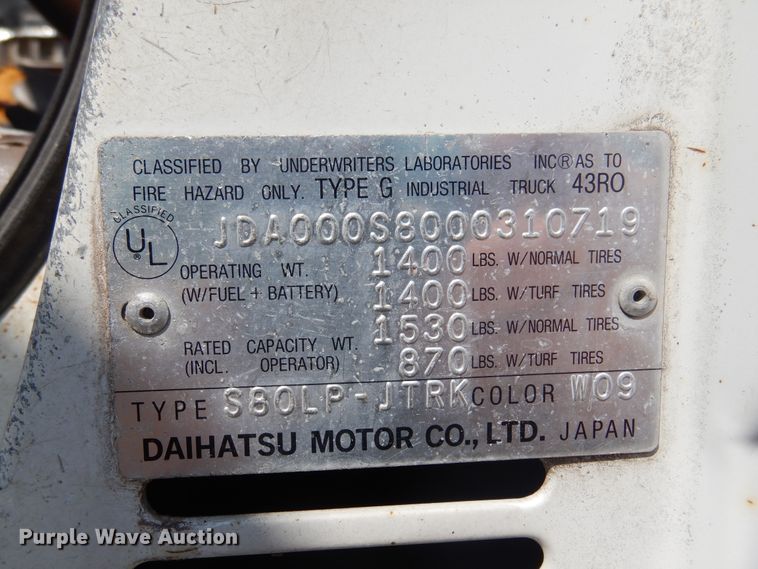 CLASSIFIED BY UNDERWRITERS LABORATORIES INC® AS TO
FIRE HAZARD ONLY. TYPE G INDUSTRIAL TRUCK 43RO
CLASSIFIED
UL
JDA000S8000310719
OPERATING WT. 1400 LBS. W/NORMAL TIRES
(W/FUEL + BATTERY) 1400 LBS. W/TURF TIRES
RATED CAPACITY WT. 1530 LBS. W/NORMAL TIRES
(INCL. OPERATOR) 870 LBS. W/TURF TIRES
TYPE S80LP-JTRK COLOR W09
DAIHATSU MOTOR CO., LTD. JAPAN
Purple Wave Auction®